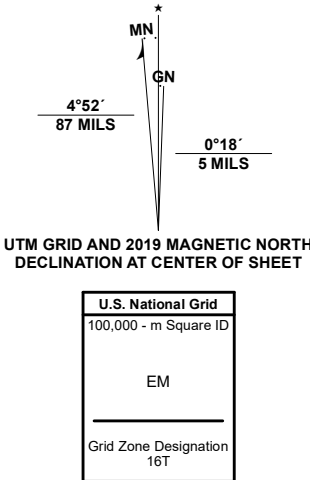 ★
MN
GN
4°52´
87 MILS
0°18´
5 MILS
UTM GRID AND 2019 MAGNETIC NORTH
DECLINATION AT CENTER OF SHEET
U.S. National Grid
100,000 - m Square ID
EM
Grid Zone Designation
16T